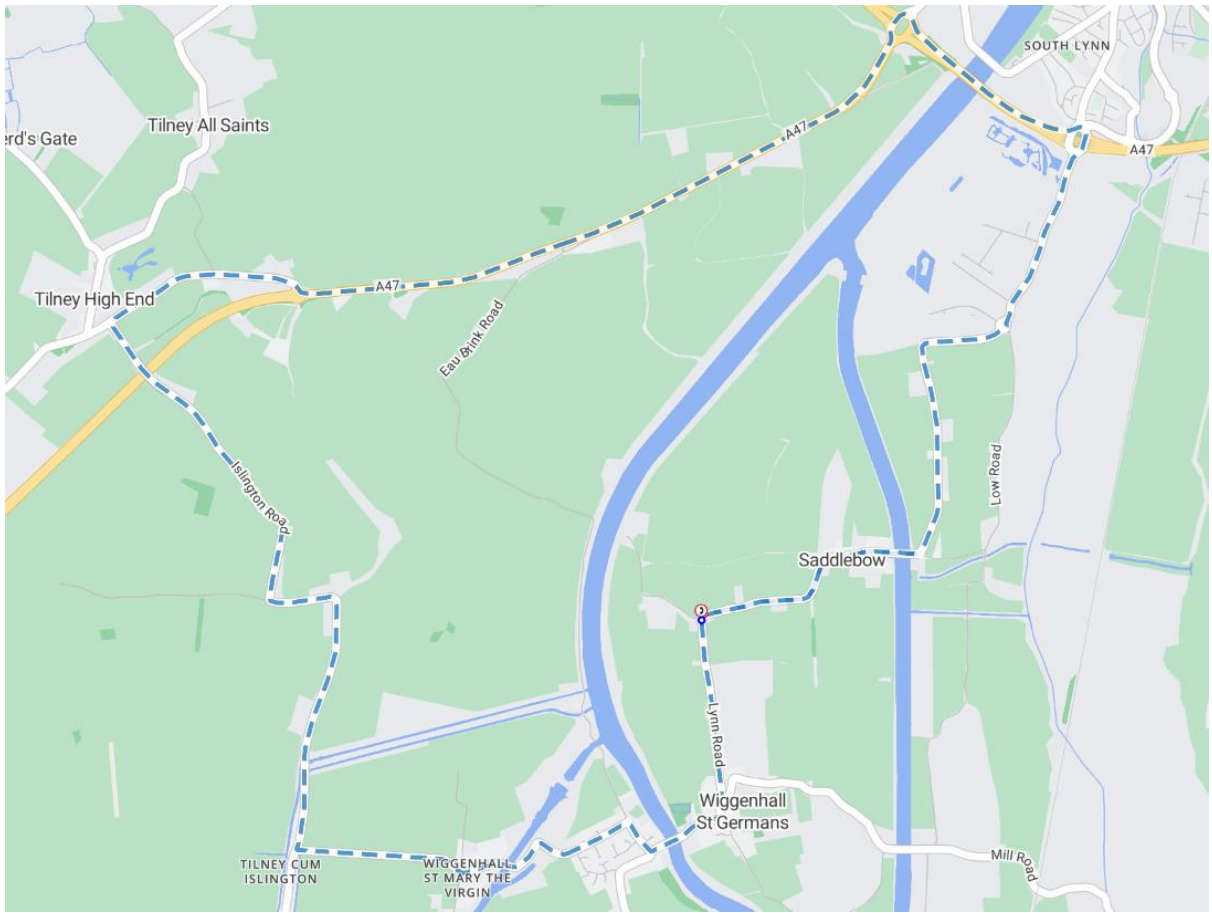 SOUTH LYNN
Tilney All Saints
erd's Gate
A47
A47
Tilney High End
A47
Eau Brink Road
Islington Road
Low Road
Saddlebow
Lynn Road
Wiggenhall
St Germans
Mill Road
TILNEY CUM
ISLINGTON
WIGGENHALL
ST MARY THE
VIRGIN